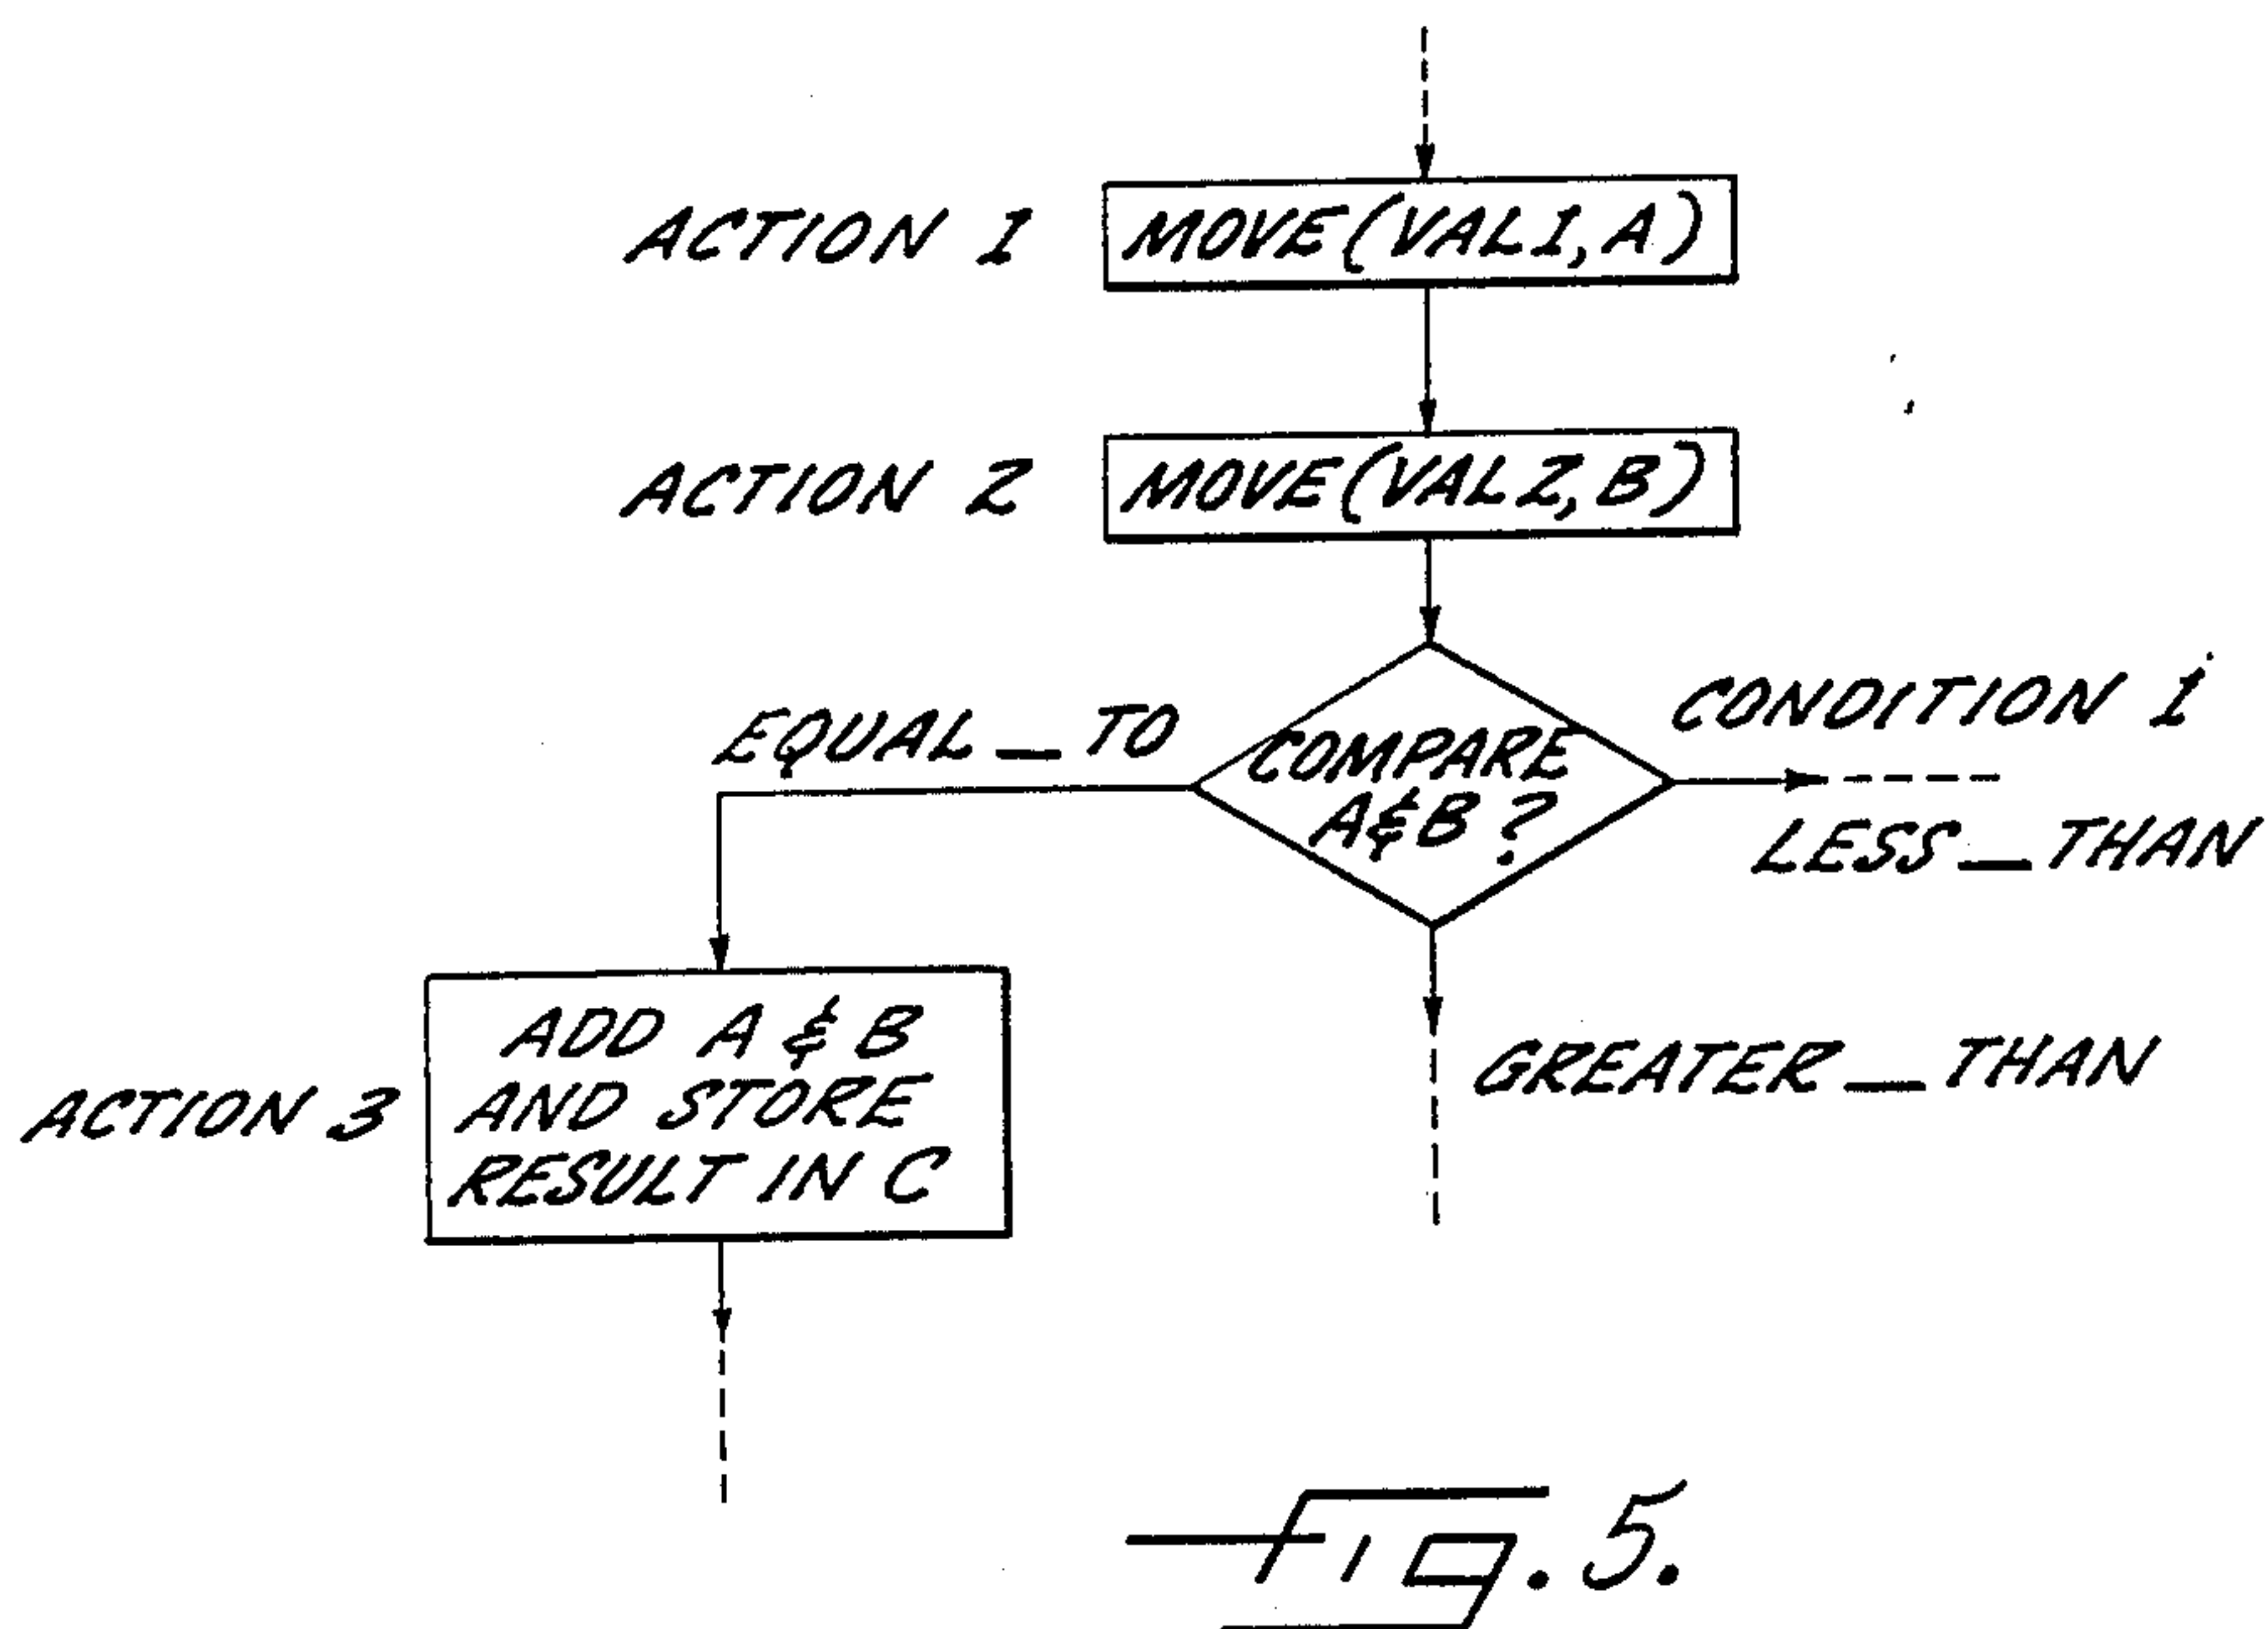 ACTION 1 MOVE(VAL1, A)
ACTION 2 MOVE(VAL2, B)
EQUAL_TO
COMPARE
A&B?
CONDITION 1
LESS_THAN
GREATER_THAN
ACTION 3
ADD A & B
AND STORE
RESULT IN C
Fig. 5.